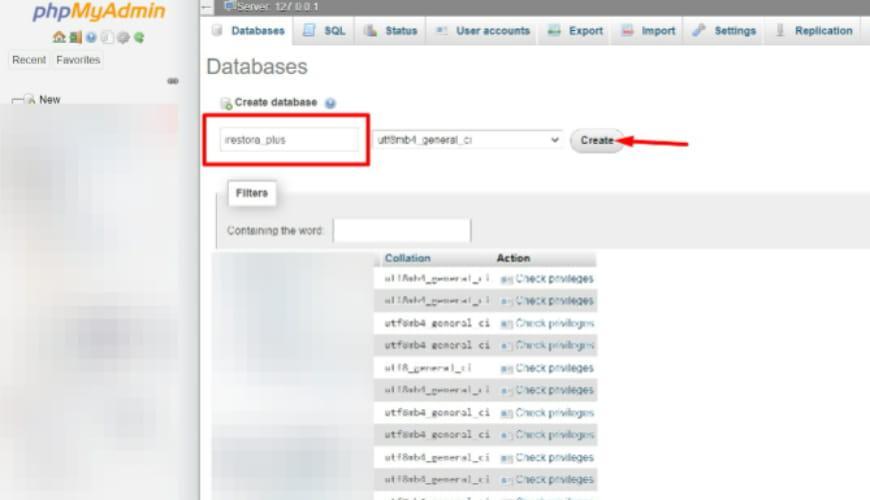 phpMyAdmin
Recent Favorites
New
Server: 127.0.0.1
Databases SQL Status User accounts Export Import Settings Replication
Databases
Create database
irestora_plus utf8mb4_general_ci Create
Filters
Containing the word:
Collation Action
utf8mb4_general_ci Check privileges
utf8mb4_general_ci Check privileges
utf8mb4_general_ci Check privileges
utf8mb4_general_ci Check privileges
utf8_general_ci Check privileges
utf8mb4_general_ci Check privileges
utf8mb4_general_ci Check privileges
utf8mb4_general_ci Check privileges
utf8mb4_general_ci Check privileges
utf8mb4_general_ci Check privileges